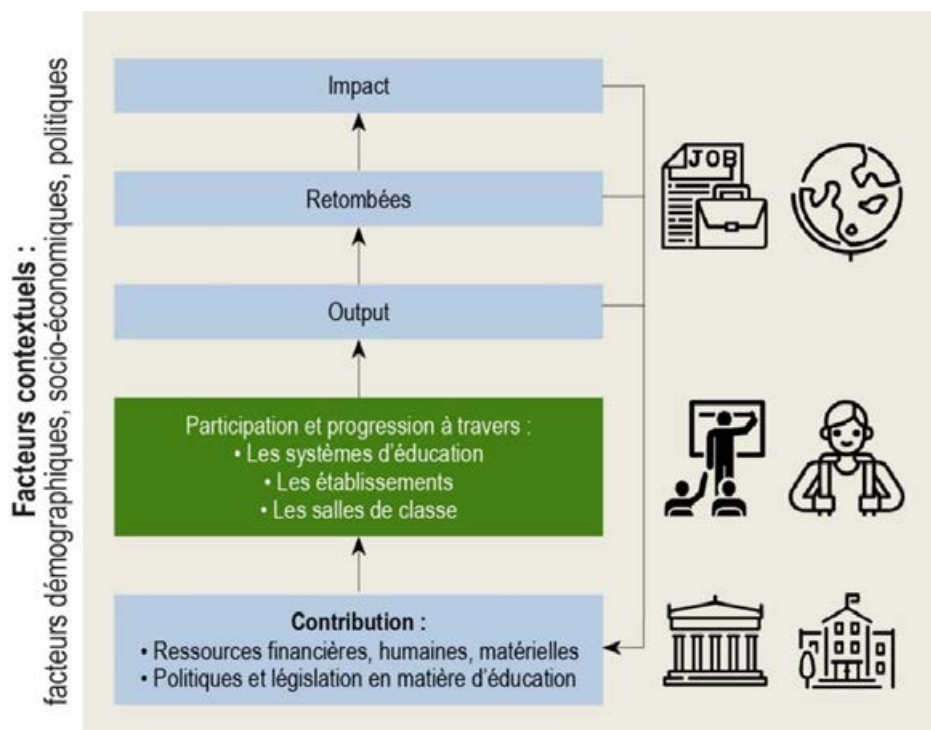 Facteurs contextuels :
facteurs démographiques, socio-économiques, politiques
Impact
Retombées
Output
Participation et progression à travers :
• Les systèmes d'éducation
• Les établissements
• Les salles de classe
Contribution :
• Ressources financières, humaines, matérielles
• Politiques et législation en matière d'éducation
JOB